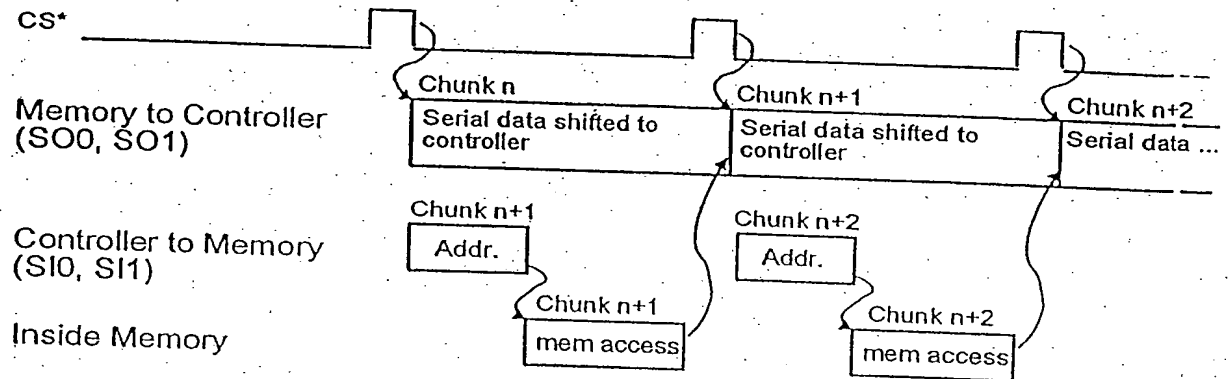 CS*
Chunk n
Chunk n+1
Chunk n+2
Memory to Controller
(SO0, SO1)
Serial data shifted to
controller
Serial data shifted to
controller
Serial data ...
Chunk n+1
Chunk n+2
Controller to Memory
(SI0, SI1)
Addr.
Addr.
Chunk n+1
Chunk n+2
Inside Memory
mem access
mem access